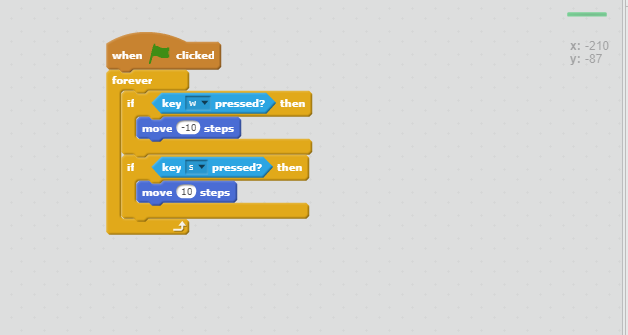 x: -210
y: -87
when clicked
forever
if key w pressed? then
move -10 steps
if key s pressed? then
move 10 steps